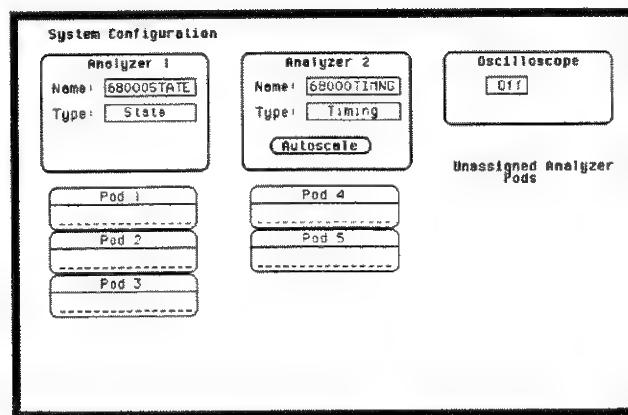 System Configuration
Analyzer 1
Name: 68000STATE
Type: State
Analyzer 2
Name: 68000TIMNG
Type: Timing
Autoscale
Oscilloscope
Off
Unassigned Analyzer
Pods
Pod 1
Pod 2
Pod 3
Pod 4
Pod 5